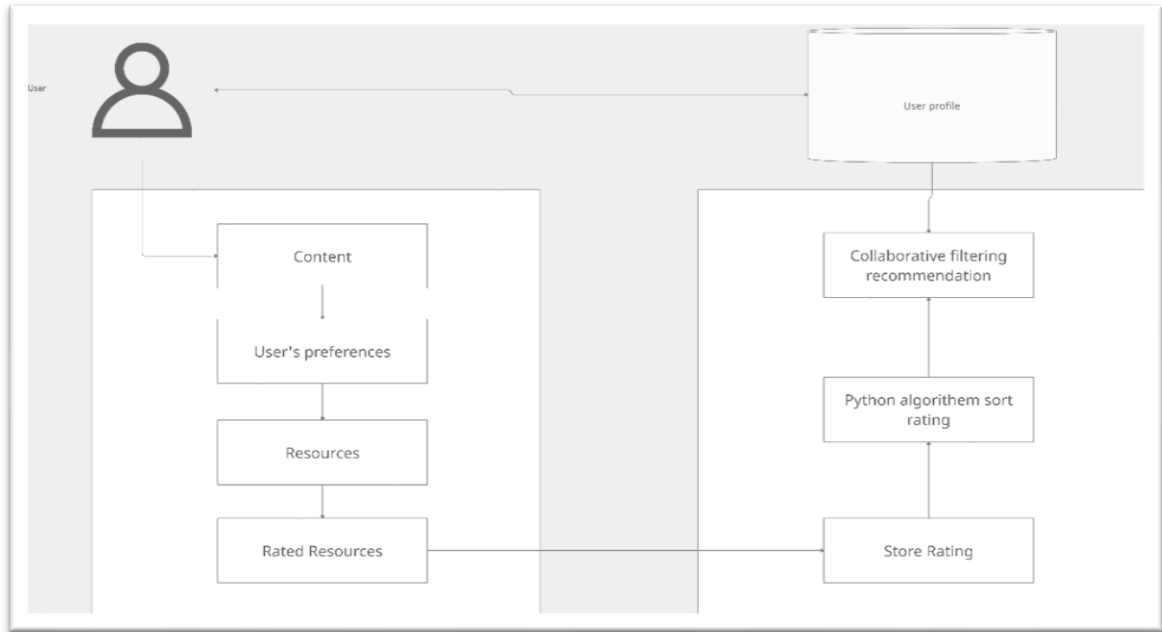 User
User profile
Content
User's preferences
Resources
Rated Resources
Collaborative filtering
recommendation
Python algorithem sort
rating
Store Rating